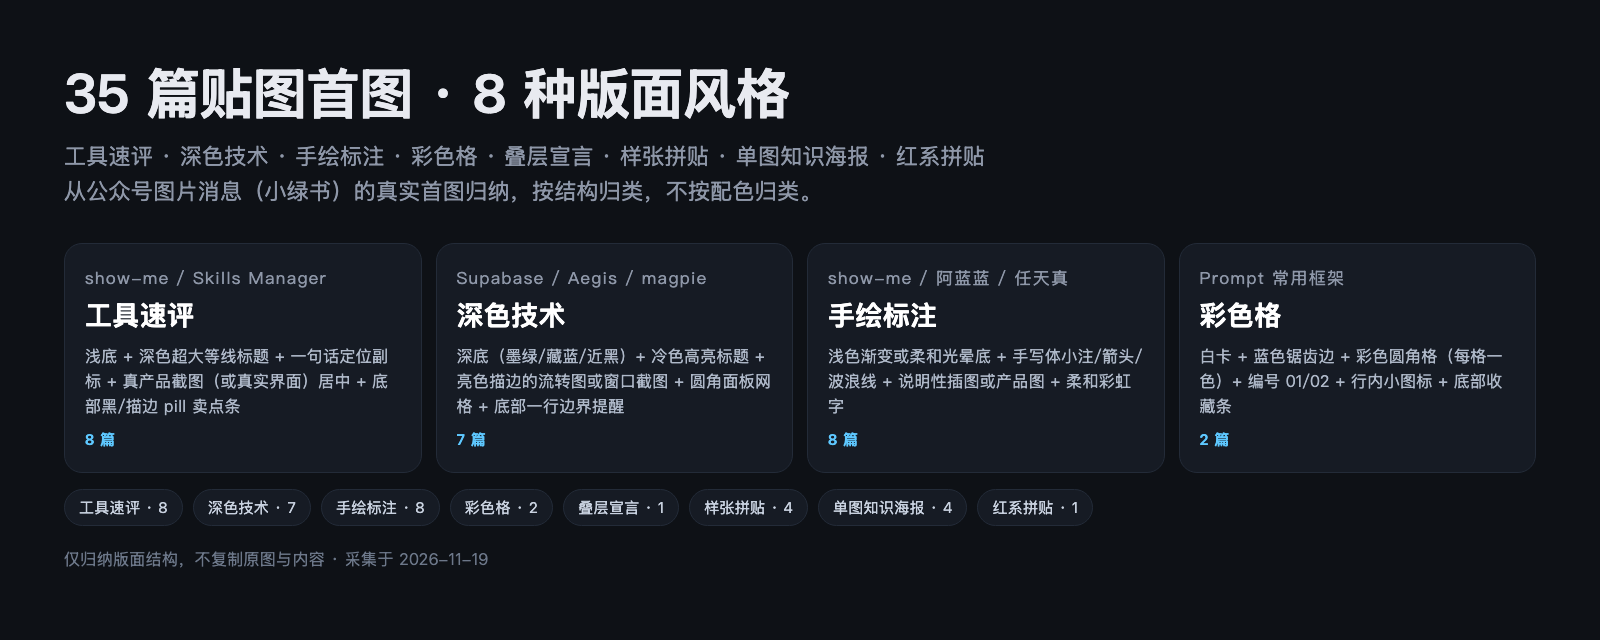 35 篇贴图首图 · 8 种版面风格
工具速评 · 深色技术 · 手绘标注 · 彩色格 · 叠层宣言 · 样张拼贴 · 单图知识海报 · 红系拼贴
从公众号图片消息（小绿书）的真实首图归纳，按结构归类，不按配色归类。
show-me / Skills Manager
工具速评
浅底 + 深色超大等线标题 + 一句话定位副
标 + 真产品截图（或真实界面）居中 + 底
部黑/描边 pill 卖点条
8 篇
Supabase / Aegis / magpie
深色技术
深底（墨绿/藏蓝/近黑）+ 冷色高亮标题 +
亮色描边的流转图或窗口截图 + 圆角面板网
格 + 底部一行边界提醒
7 篇
show-me / 阿蓝蓝 / 任天真
手绘标注
浅色渐变或柔和光晕底 + 手写体小注/箭头/
波浪线 + 说明性插图或产品图 + 柔和彩虹
字
8 篇
Prompt 常用框架
彩色格
白卡 + 蓝色锯齿边 + 彩色圆角格（每格一
色）+ 编号 01/02 + 行内小图标 + 底部收
藏条
2 篇
工具速评 · 8
深色技术 · 7
手绘标注 · 8
彩色格 · 2
叠层宣言 · 1
样张拼贴 · 4
单图知识海报 · 4
红系拼贴 · 1
仅归纳版面结构，不复制原图与内容 · 采集于 2026-11-19